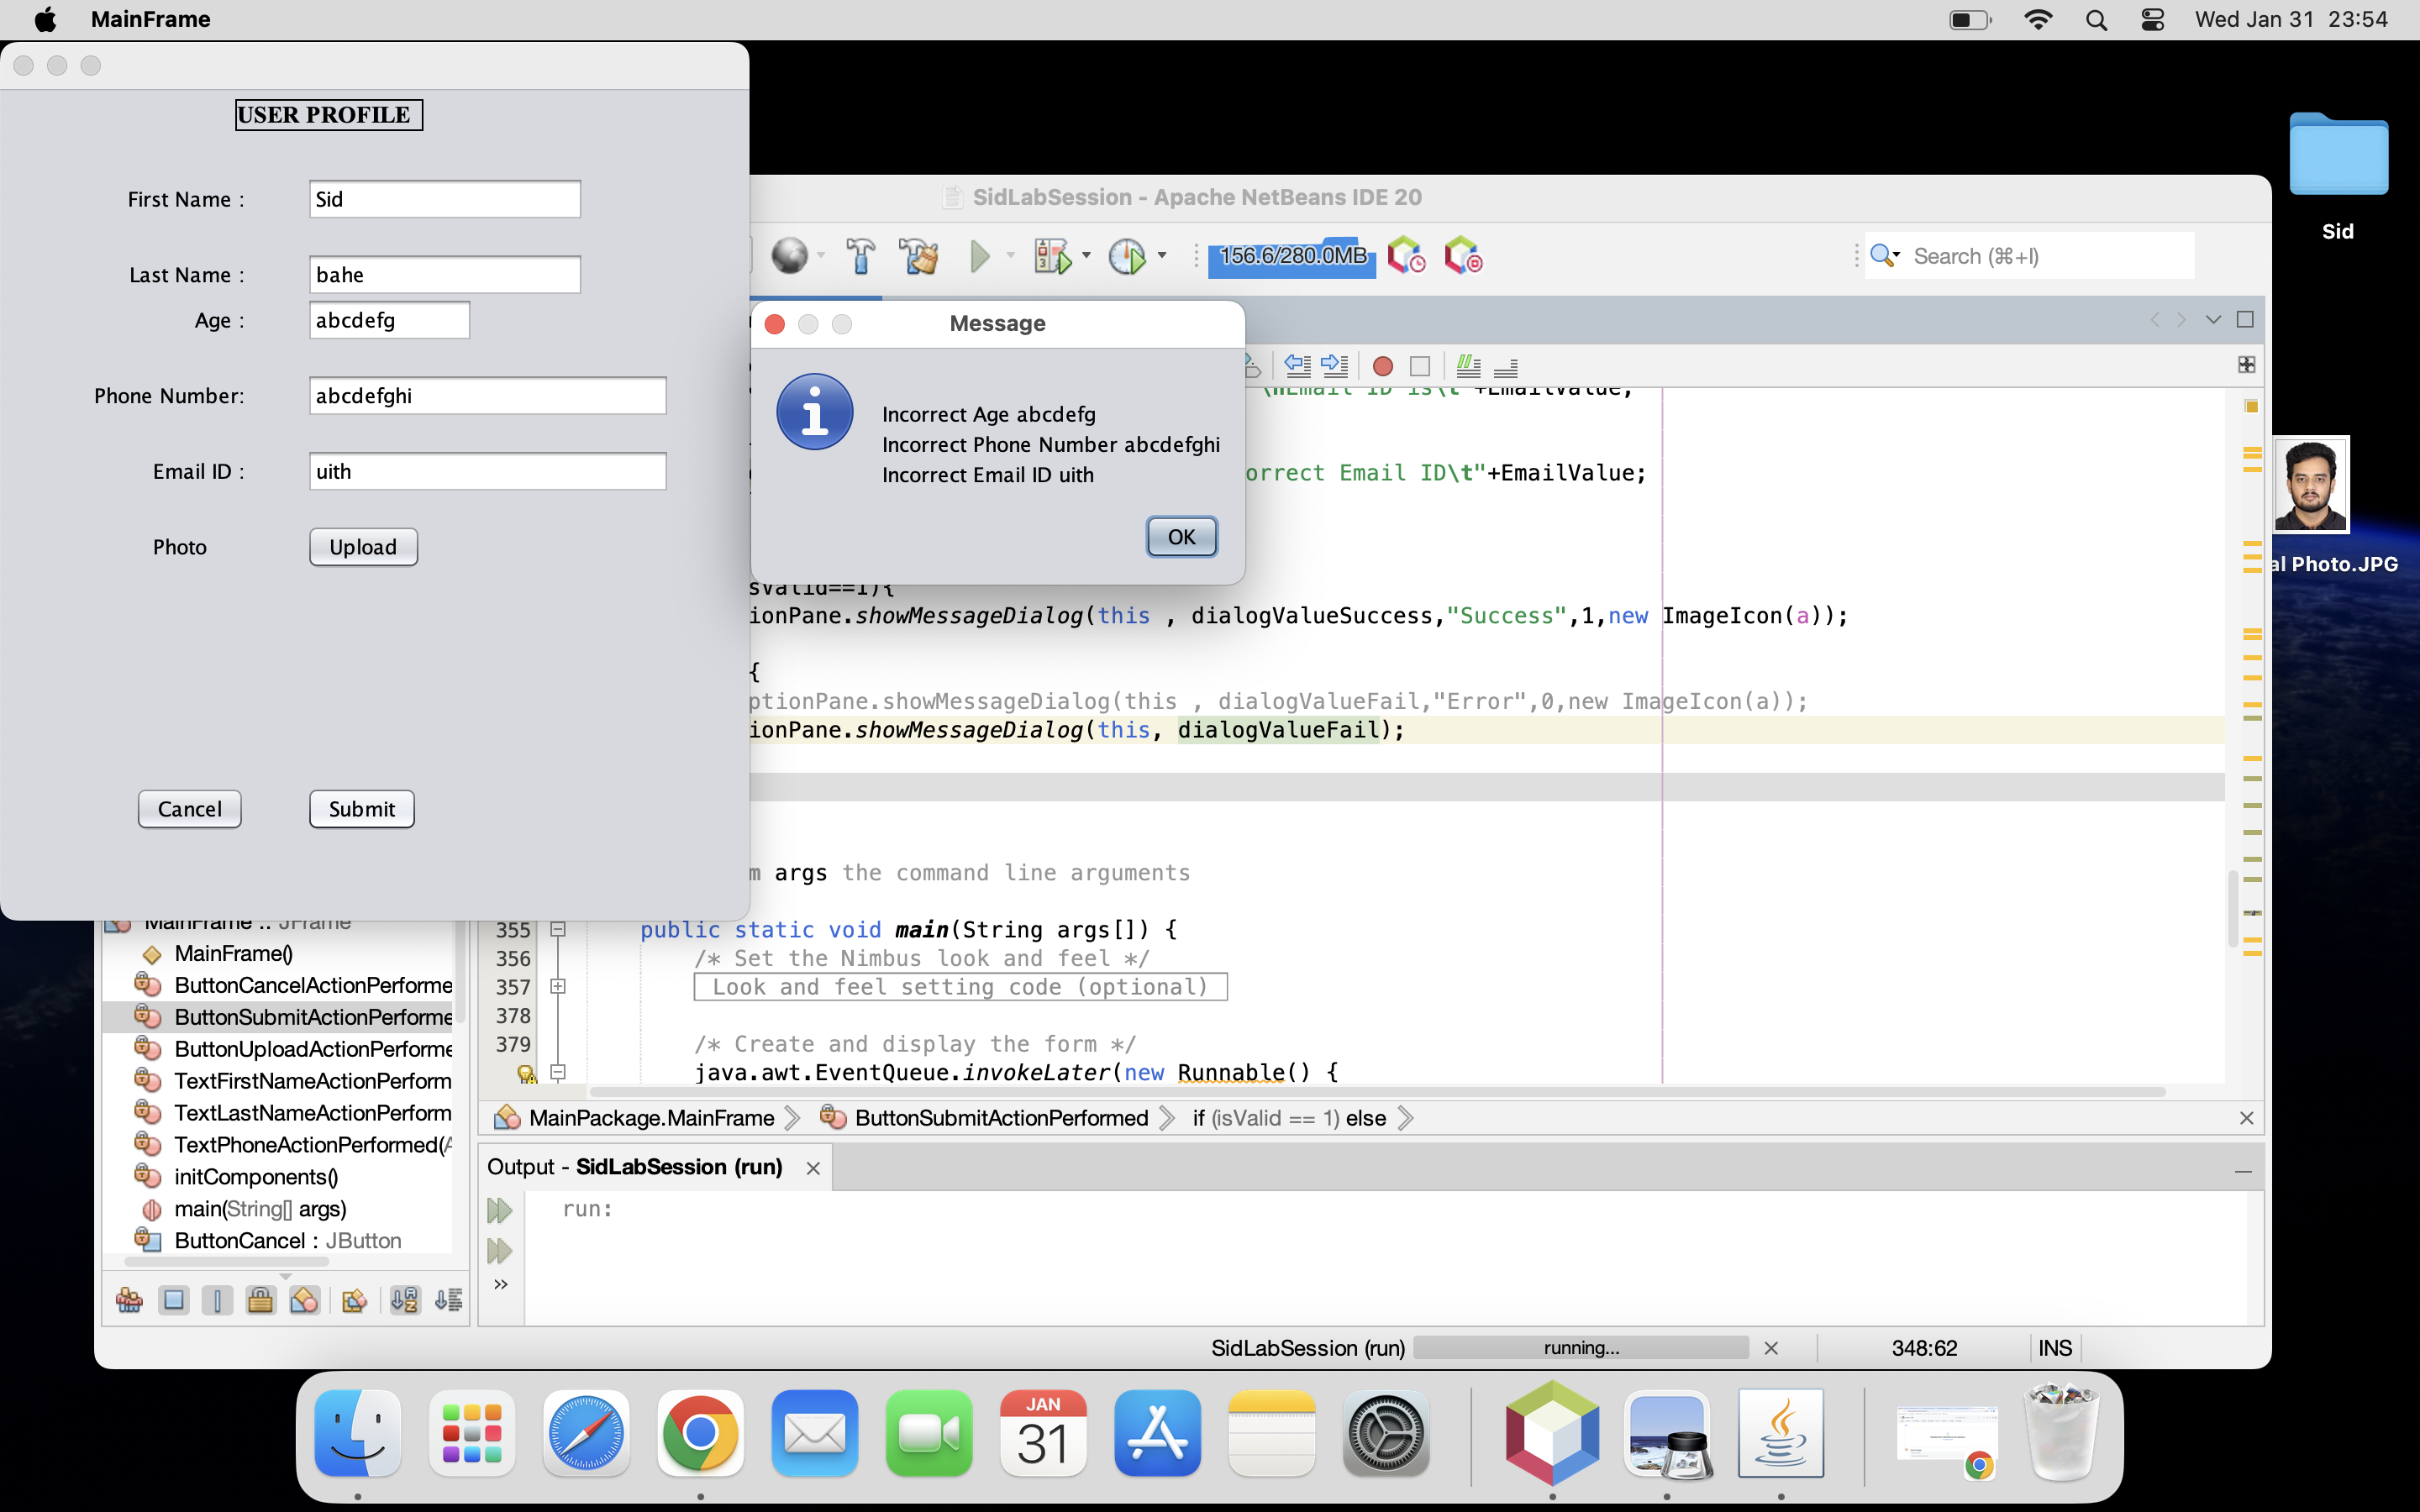 MainFrame
Wed Jan 31 23:54
USER PROFILE
First Name :
Sid
Last Name :
bahe
Age :
abcdefg
Phone Number:
abcdefghi
Email ID :
uith
Photo
Upload
Cancel
Submit
SidLabSession - Apache NetBeans IDE 20
156.6/280.0MB
Search (⌘+I)
Message
Incorrect Age abcdefg
Incorrect Phone Number abcdefghi
Incorrect Email ID uith
OK
\nEmail ID is\t"+EmailValue;
orrect Email ID\t"+EmailValue;
sValid==1){
ionPane.showMessageDialog(this , dialogValueSuccess,"Success",1,new ImageIcon(a));
{
ptionPane.showMessageDialog(this , dialogValueFail,"Error",0,new ImageIcon(a));
ionPane.showMessageDialog(this, dialogValueFail);
m args the command line arguments
355 public static void main(String args[]) {
356 /* Set the Nimbus look and feel */
357 Look and feel setting code (optional)
378
379 /* Create and display the form */
java.awt.EventQueue.invokeLater(new Runnable() {
MainFrame :: JFrame
MainFrame()
ButtonCancelActionPerforme
ButtonSubmitActionPerforme
ButtonUploadActionPerforme
TextFirstNameActionPerform
TextLastNameActionPerform
TextPhoneActionPerformed(A
initComponents()
main(String[] args)
ButtonCancel : JButton
MainPackage.MainFrame
ButtonSubmitActionPerformed
if (isValid == 1) else
Output - SidLabSession (run)
run:
SidLabSession (run)
running...
348:62
INS
Sid
al Photo.JPG
JAN
31